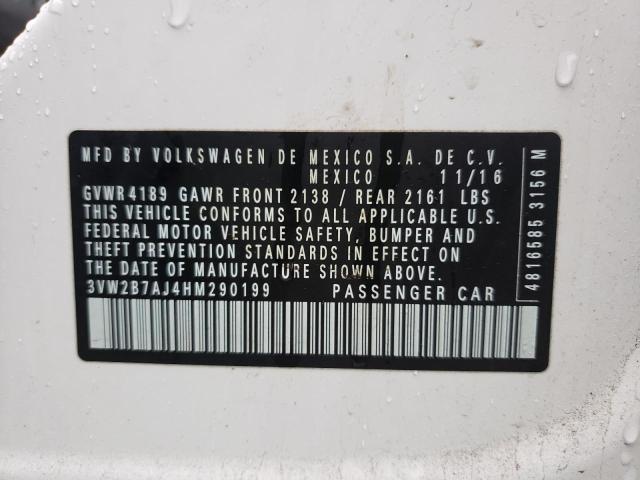 MFD BY VOLKSWAGEN DE MEXICO S.A. DE C.V.
MEXICO 11/16
GVWR 4189 GAWR FRONT 2138 / REAR 2161 LBS
THIS VEHICLE CONFORMS TO ALL APPLICABLE U.S.
FEDERAL MOTOR VEHICLE SAFETY, BUMPER AND
THEFT PREVENTION STANDARDS IN EFFECT ON
THE DATE OF MANUFACTURE SHOWN ABOVE.
3VW2B7AJ4HM290199 PASSENGER CAR
4816585 3156 M